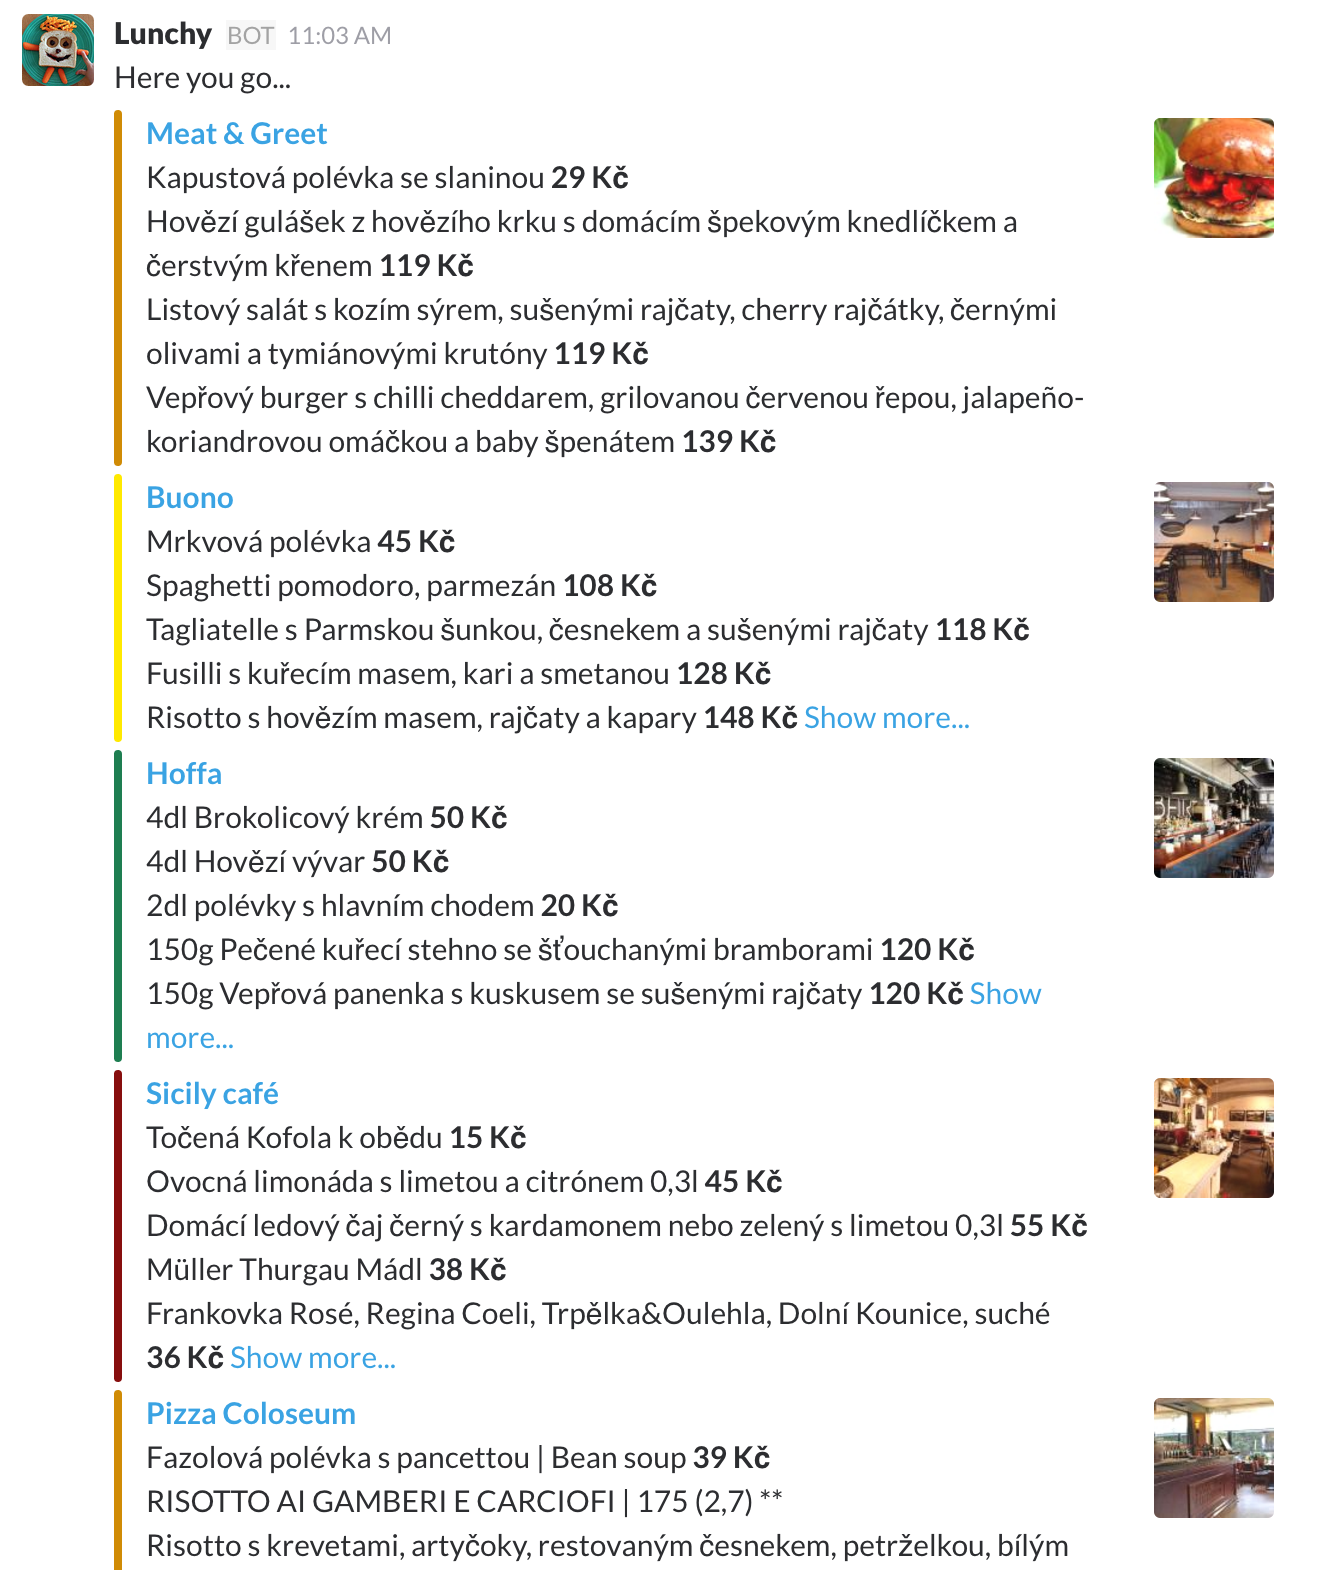 Lunchy BOT 11:03 AM
Here you go...
Meat & Greet
Kapustová polévka se slaninou 29 Kč
Hovězí gulášek z hovězího krku s domácím špekovým knedlíčkem a
čerstvým křenem 119 Kč
Listový salát s kozím sýrem, sušenými rajčaty, cherry rajčátky, černými
olivami a tymiánovými krutóny 119 Kč
Vepřový burger s chilli cheddarem, grilovanou červenou řepou, jalapeño-
koriandrovou omáčkou a baby špenátem 139 Kč
Buono
Mrkvová polévka 45 Kč
Spaghetti pomodoro, parmezán 108 Kč
Tagliatelle s Parmskou šunkou, česnekem a sušenými rajčaty 118 Kč
Fusilli s kuřecím masem, kari a smetanou 128 Kč
Risotto s hovězím masem, rajčaty a kapary 148 Kč Show more...
Hoffa
4dl Brokolicový krém 50 Kč
4dl Hovězí vývar 50 Kč
2dl polévky s hlavním chodem 20 Kč
150g Pečené kuřecí stehno se šťouchanými bramborami 120 Kč
150g Vepřová panenka s kuskusem se sušenými rajčaty 120 Kč Show
more...
Sicily café
Točená Kofola k obědu 15 Kč
Ovocná limonáda s limetou a citrónem 0,3l 45 Kč
Domácí ledový čaj černý s kardamonem nebo zelený s limetou 0,3l 55 Kč
Müller Thurgau Mádl 38 Kč
Frankovka Rosé, Regina Coeli, Trpělka&Oulehla, Dolní Kounice, suché
36 Kč Show more...
Pizza Coloseum
Fazolová polévka s pancettou | Bean soup 39 Kč
RISOTTO AI GAMBERI E CARCIOFI | 175 (2,7) **
Risotto s krevetami, artyčoky, restovaným česnekem, petrželkou, bílým